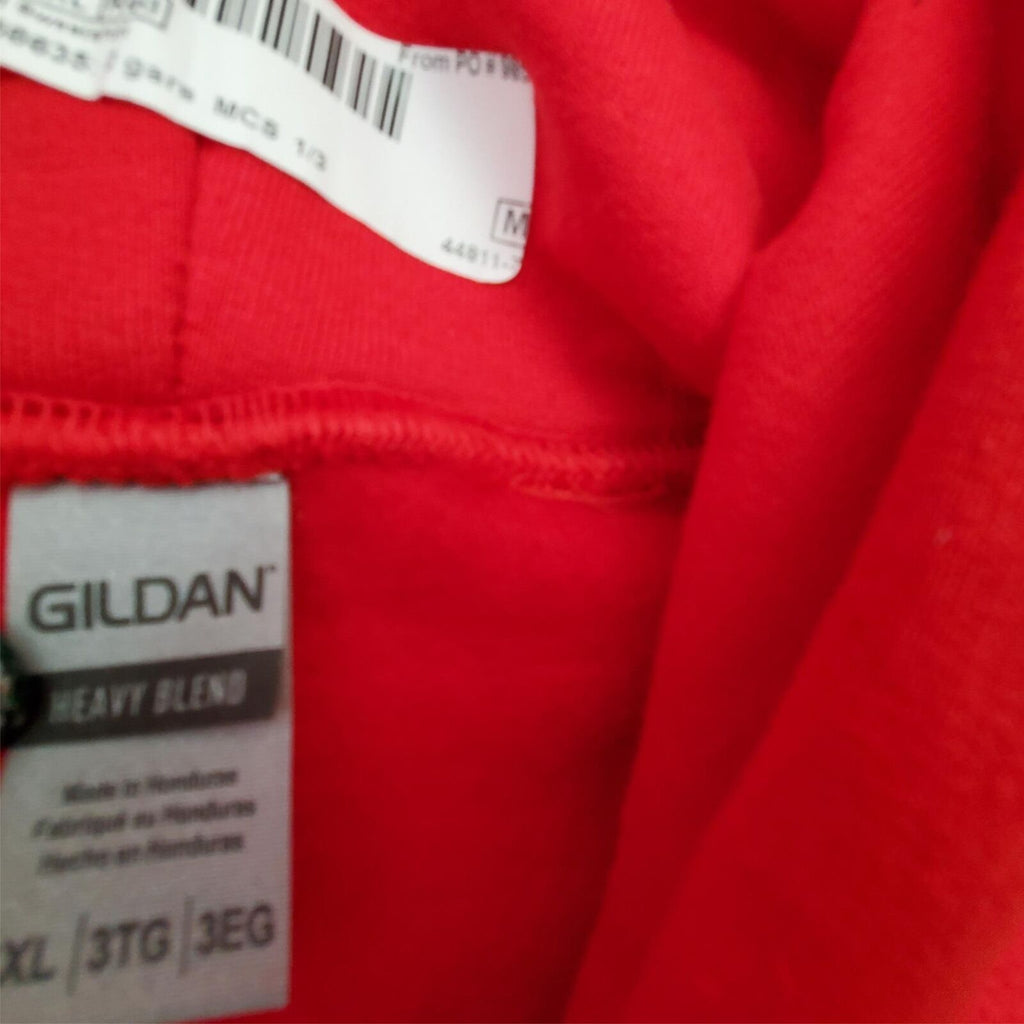 From PO #
MCS 1/3
M
44811-
GILDAN
HEAVY BLEND
Made in Honduras
Fabriqué au Honduras
Hecho en Honduras
XL / 3TG | 3EG